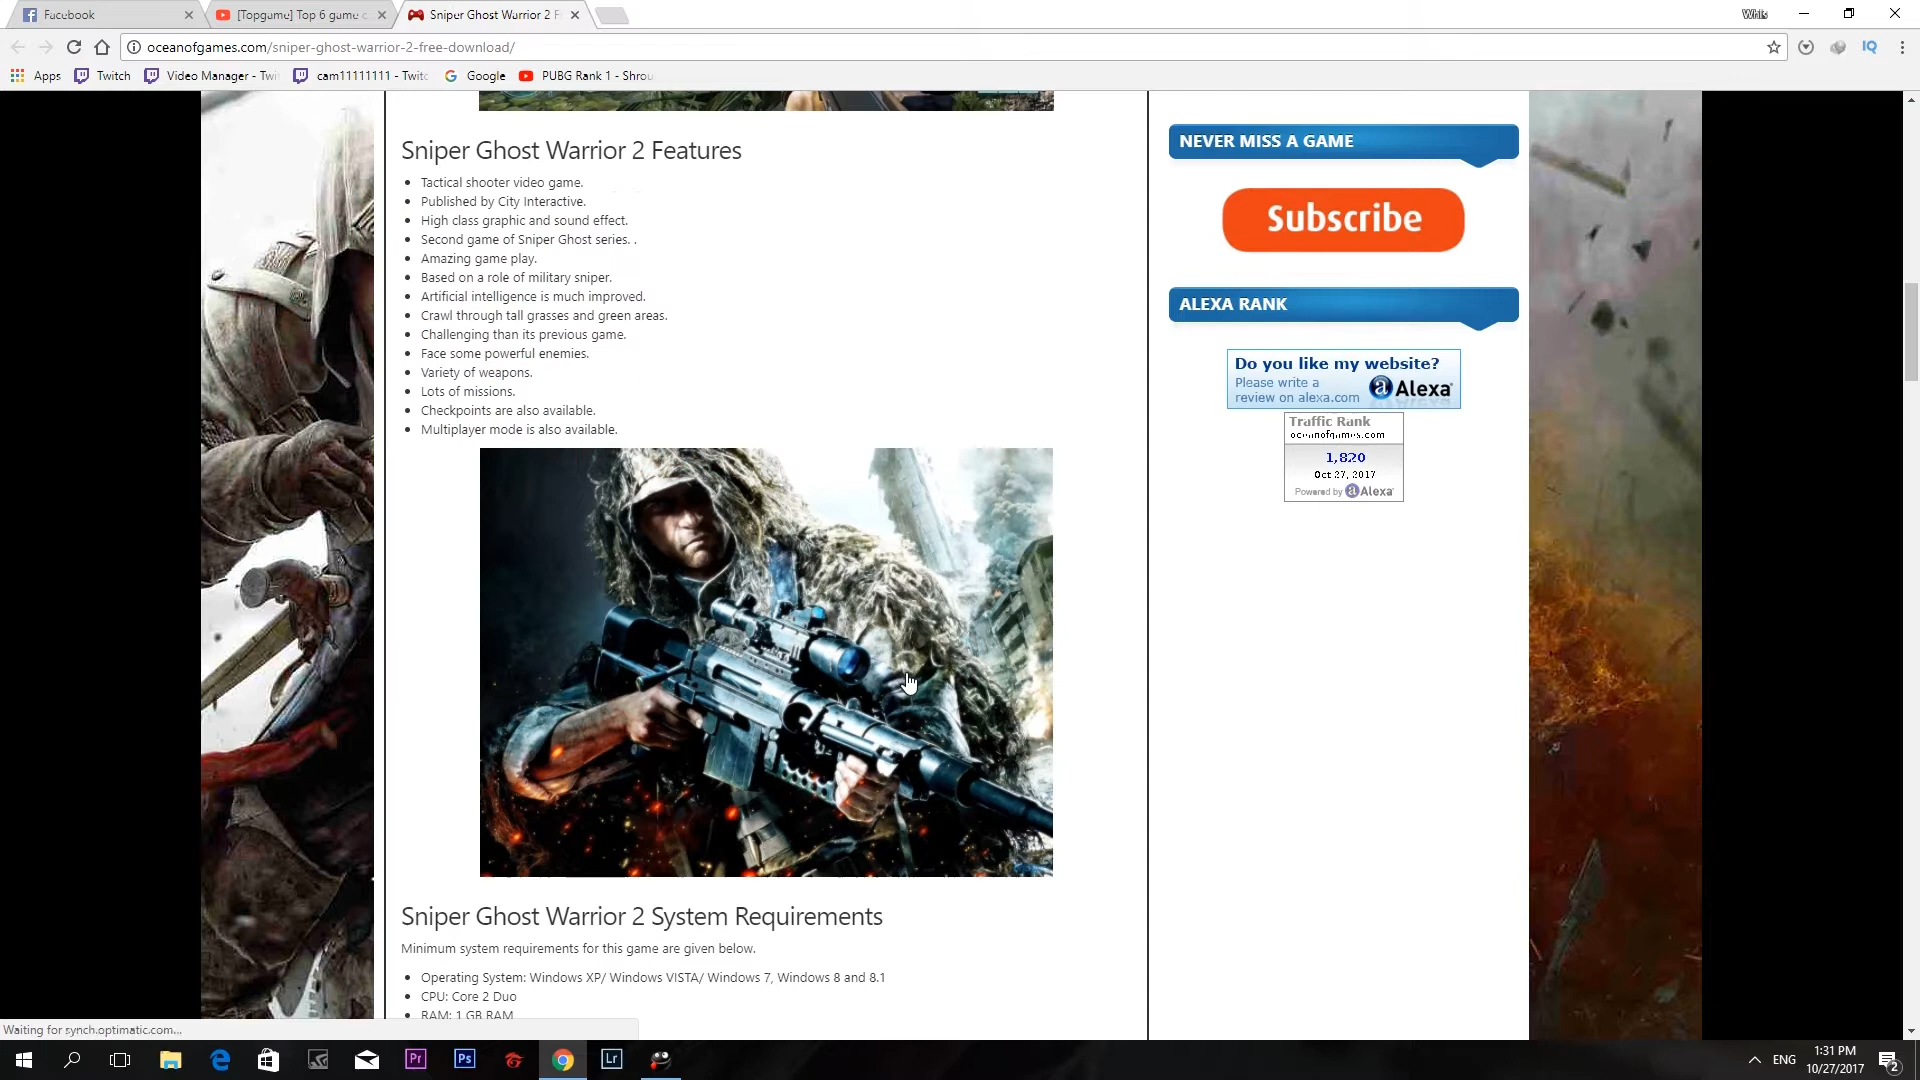 Facebook
[Topgame] Top 6 game c
Sniper Ghost Warrior 2 F
Whis
oceanofgames.com/sniper-ghost-warrior-2-free-download/
IQ
Apps
Twitch
Video Manager - Twi
cam11111111 - Twitc
Google
PUBG Rank 1 - Shrou
Sniper Ghost Warrior 2 Features
Tactical shooter video game.
Published by City Interactive.
High class graphic and sound effect.
Second game of Sniper Ghost series. .
Amazing game play.
Based on a role of military sniper.
Artificial intelligence is much improved.
Crawl through tall grasses and green areas.
Challenging than its previous game.
Face some powerful enemies.
Variety of weapons.
Lots of missions.
Checkpoints are also available.
Multiplayer mode is also available.
NEVER MISS A GAME
Subscribe
ALEXA RANK
Do you like my website?
Please write a
review on alexa.com
a Alexa
Traffic Rank
oceanofgames.com
1,820
Oct 27, 2017
Powered by a Alexa
Sniper Ghost Warrior 2 System Requirements
Minimum system requirements for this game are given below.
Operating System: Windows XP/ Windows VISTA/ Windows 7, Windows 8 and 8.1
CPU: Core 2 Duo
RAM: 1 GB RAM
Waiting for synch.optimatic.com...
Pr
Ps
Lr
ENG
1:31 PM
10/27/2017
2